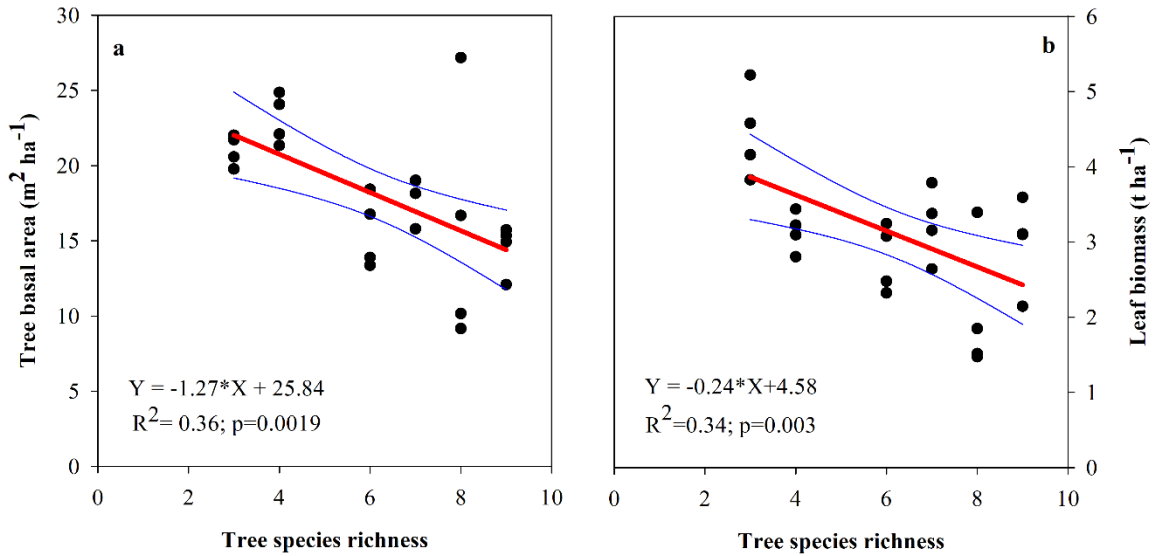 a
Tree basal area (m² ha⁻¹)
30
25
20
15
10
5
0
Y = -1.27*X + 25.84
R²= 0.36; p=0.0019
0 2 4 6 8 10
Tree species richness
b
Leaf biomass (t ha⁻¹)
6
5
4
3
2
1
0
Y = -0.24*X+4.58
R²=0.34; p=0.003
0 2 4 6 8 10
Tree species richness